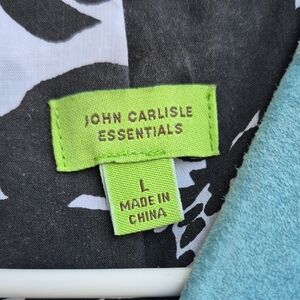 JOHN CARLISLE
ESSENTIALS
L
MADE IN
CHINA